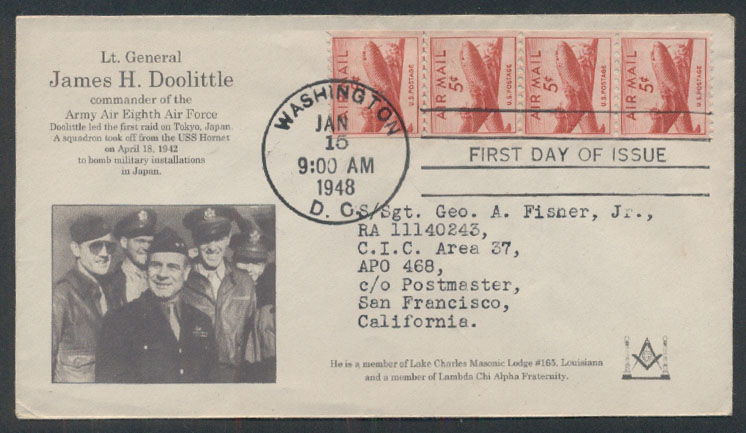 Lt. General
James H. Doolittle
commander of the
Army Air Eighth Air Force
Doolittle led the first raid on Tokyo, Japan.
A squadron took off from the USS Hornet
on April 18, 1942
to bomb military installations
in Japan.
AIR MAIL 5¢ U.S. POSTAGE
AIR MAIL 5¢ U.S. POSTAGE
AIR MAIL 5¢ U.S. POSTAGE
AIR MAIL 5¢ U.S. POSTAGE
WASHINGTON
JAN
15
9:00 AM
1948
D. C.
FIRST DAY OF ISSUE
S/Sgt. Geo. A. Fisner, Jr.,
RA 11140243,
C.I.C. Area 37,
APO 468,
c/o Postmaster,
San Francisco,
California.
He is a member of Lake Charles Masonic Lodge #165, Louisiana
and a member of Lambda Chi Alpha Fraternity.
G